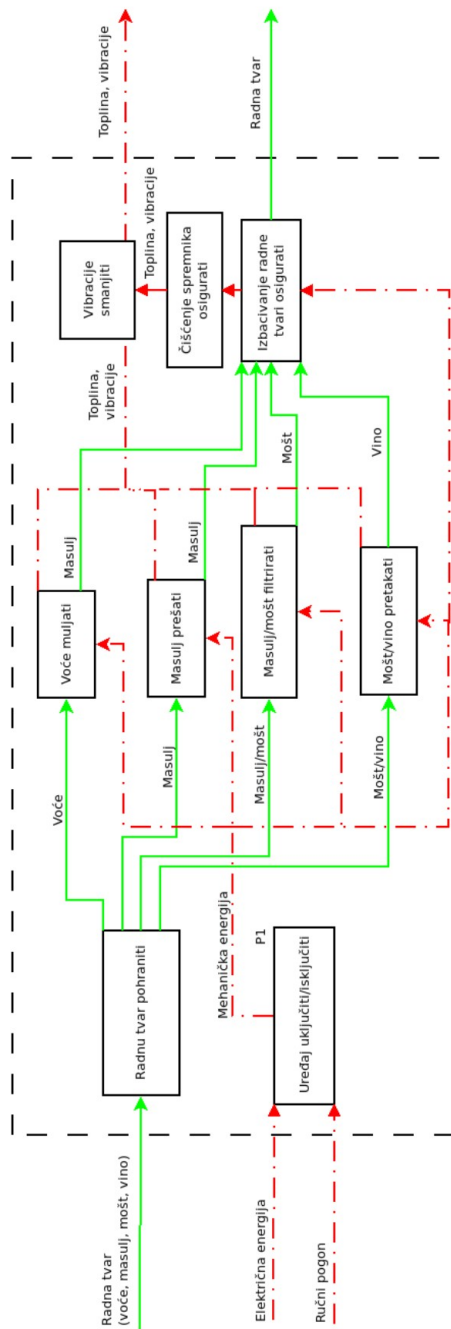 Radna tvar
(voće, masulj, mošt, vino)
Električna energija
Ručni pogon
Radnu tvar pohraniti
Uređaj uključiti/isključiti
P1
Mehanička energija
Voće
Masulj
Masulj/mošt
Mošt/vino
Voće muljati
Masulj prešati
Masulj/mošt filtrirati
Mošt/vino pretakati
Masulj
Masulj
Mošt
Vino
Toplina,
vibracije
Vibracije
smanjiti
Toplina, vibracije
Čišćenje spremnika
osigurati
Izbacivanje radne
tvari osigurati
Toplina, vibracije
Radna tvar